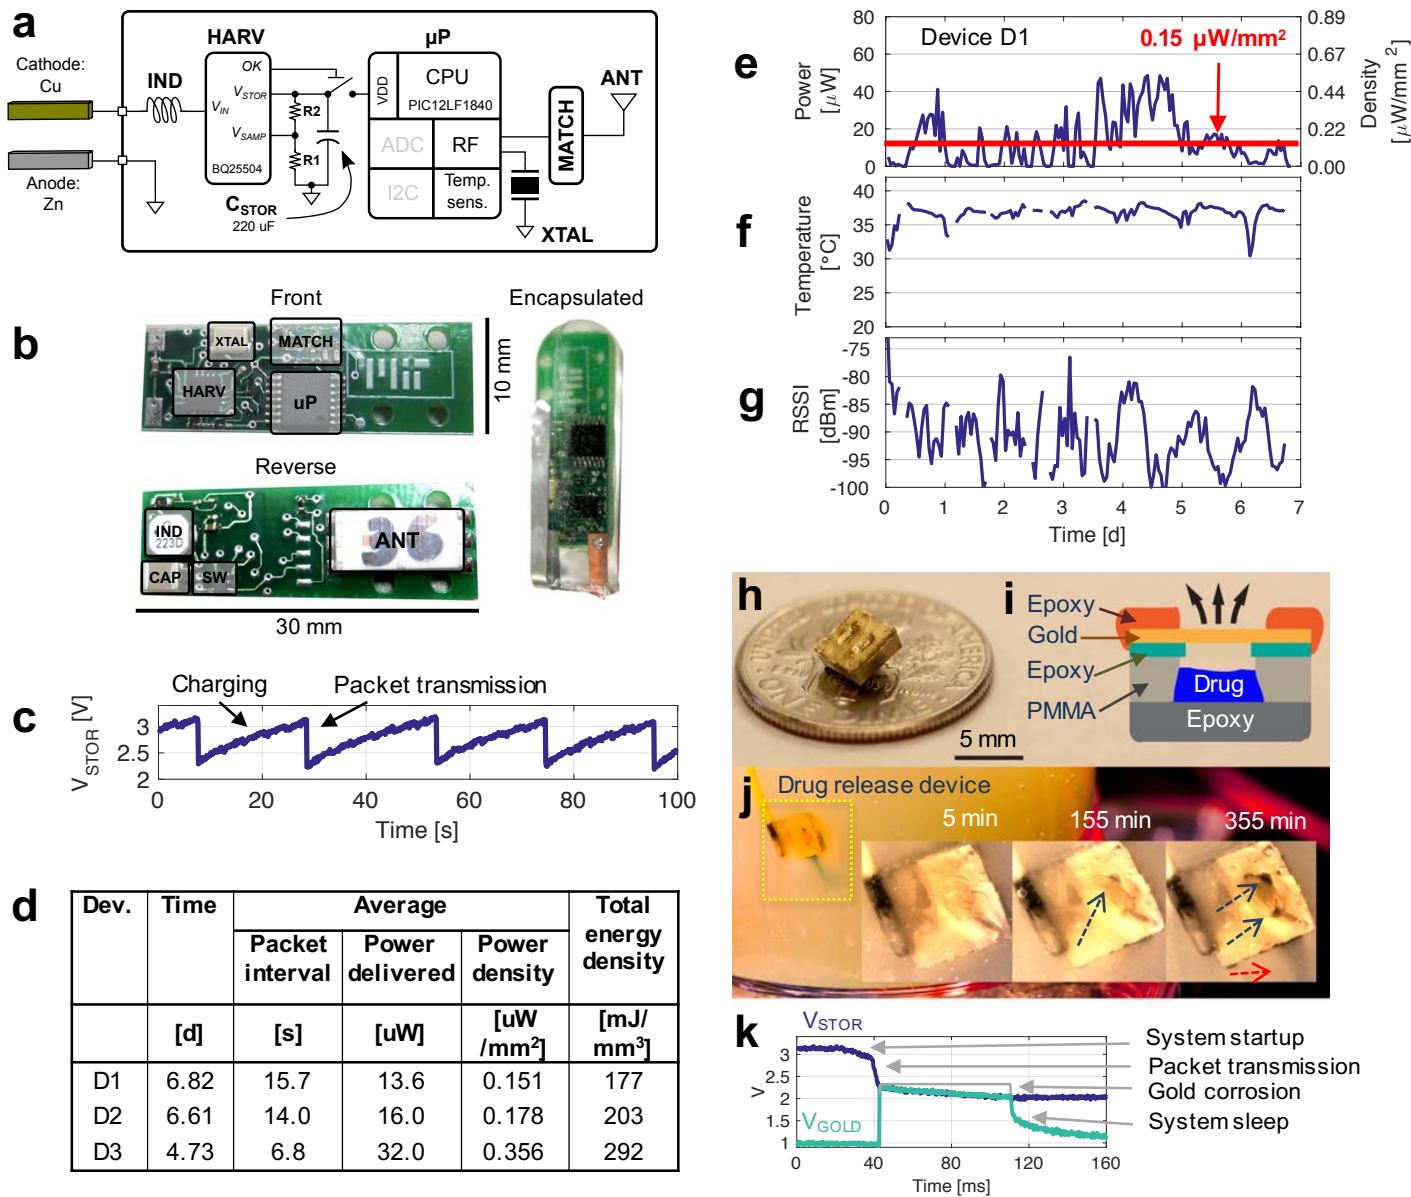 a
Cathode:
Cu
Anode:
Zn
IND
HARV
OK
VSTOR
VIN
VSAMP
BQ25504
R2
R1
CSTOR
220 uF
µP
VDD
CPU
PIC12LF1840
ADC
RF
I2C
Temp.
sens.
XTAL
MATCH
ANT
b
Front
Encapsulated
XTAL
MATCH
HARV
uP
10 mm
Reverse
IND
223D
CAP
SW
36
ANT
30 mm
c
Charging
Packet transmission
VSTOR [V]
3
2.5
2
0 20 40 60 80 100
Time [s]
d
Dev. Time Average Total energy density
Packet interval Power delivered Power density
[d] [s] [uW] [uW/mm2] [mJ/mm3]
D1 6.82 15.7 13.6 0.151 177
D2 6.61 14.0 16.0 0.178 203
D3 4.73 6.8 32.0 0.356 292
e
Device D1
0.15 µW/mm2
Power
[µW]
80
60
40
20
0
0.89
0.67
0.44
0.22
0.00
Density
[µW/mm 2]
f
Temperature
[°C]
40
35
30
25
20
g
RSSI
[dBm]
-75
-80
-85
-90
-95
-100
0 1 2 3 4 5 6 7
Time [d]
h
5 mm
i
Epoxy
Gold
Epoxy
PMMA
Drug
Epoxy
j
Drug release device
5 min
155 min
355 min
k
VSTOR
VGOLD
V
3
2.5
2
1.5
1
0 40 80 120 160
Time [ms]
System startup
Packet transmission
Gold corrosion
System sleep